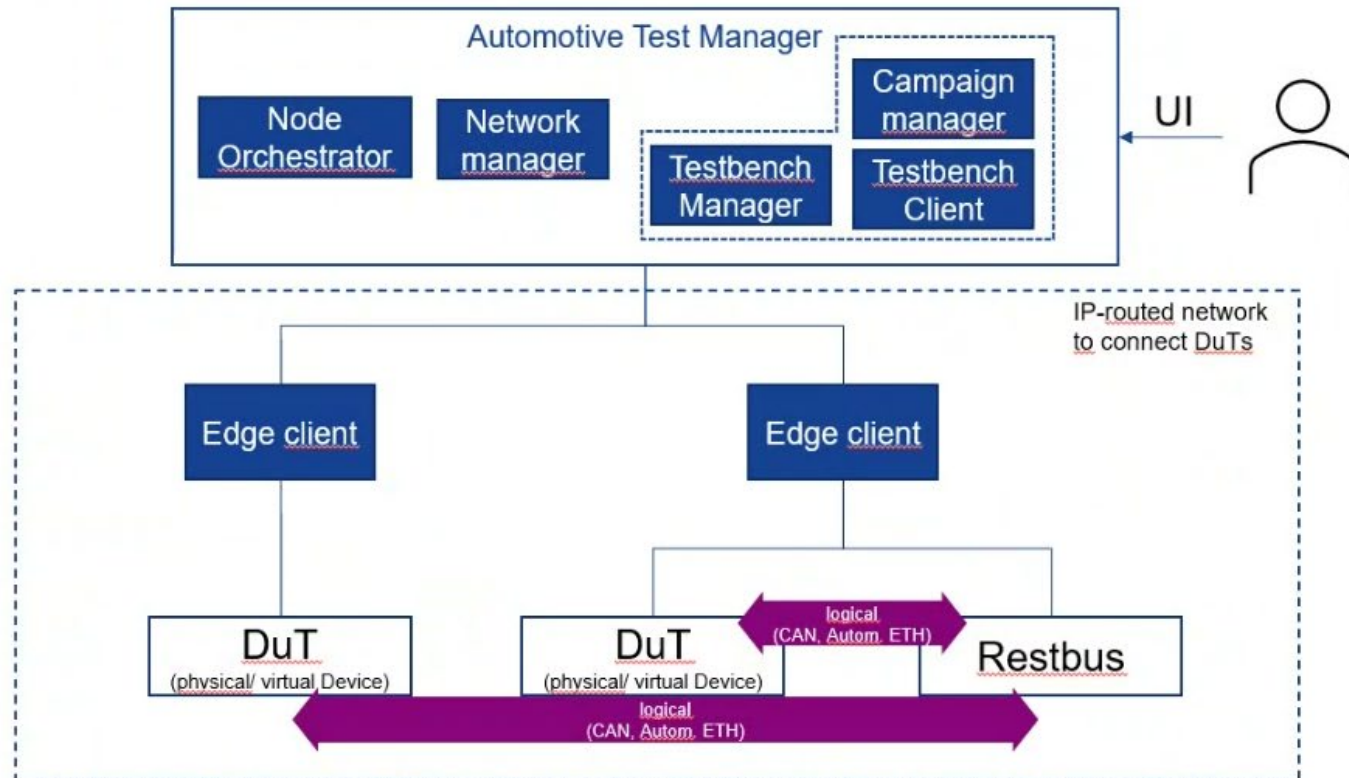 Automotive Test Manager
Node
Orchestrator
Network
manager
Campaign
manager
Testbench
Manager
Testbench
Client
UI
IP-routed network
to connect DuTs
Edge client
Edge client
DuT
(physical/ virtual Device)
DuT
(physical/ virtual Device)
logical
(CAN, Autom. ETH)
Restbus
logical
(CAN, Autom. ETH)